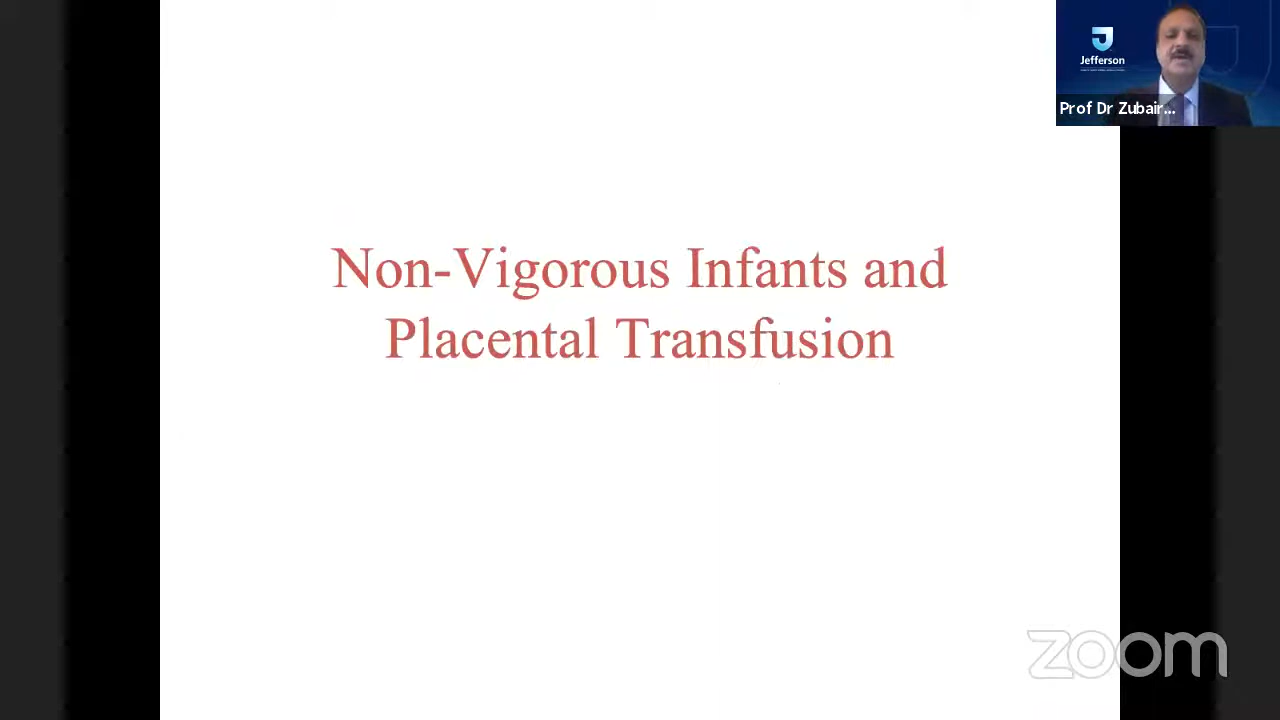 Jefferson
Prof Dr Zubair...
Non-Vigorous Infants and
Placental Transfusion
zoom